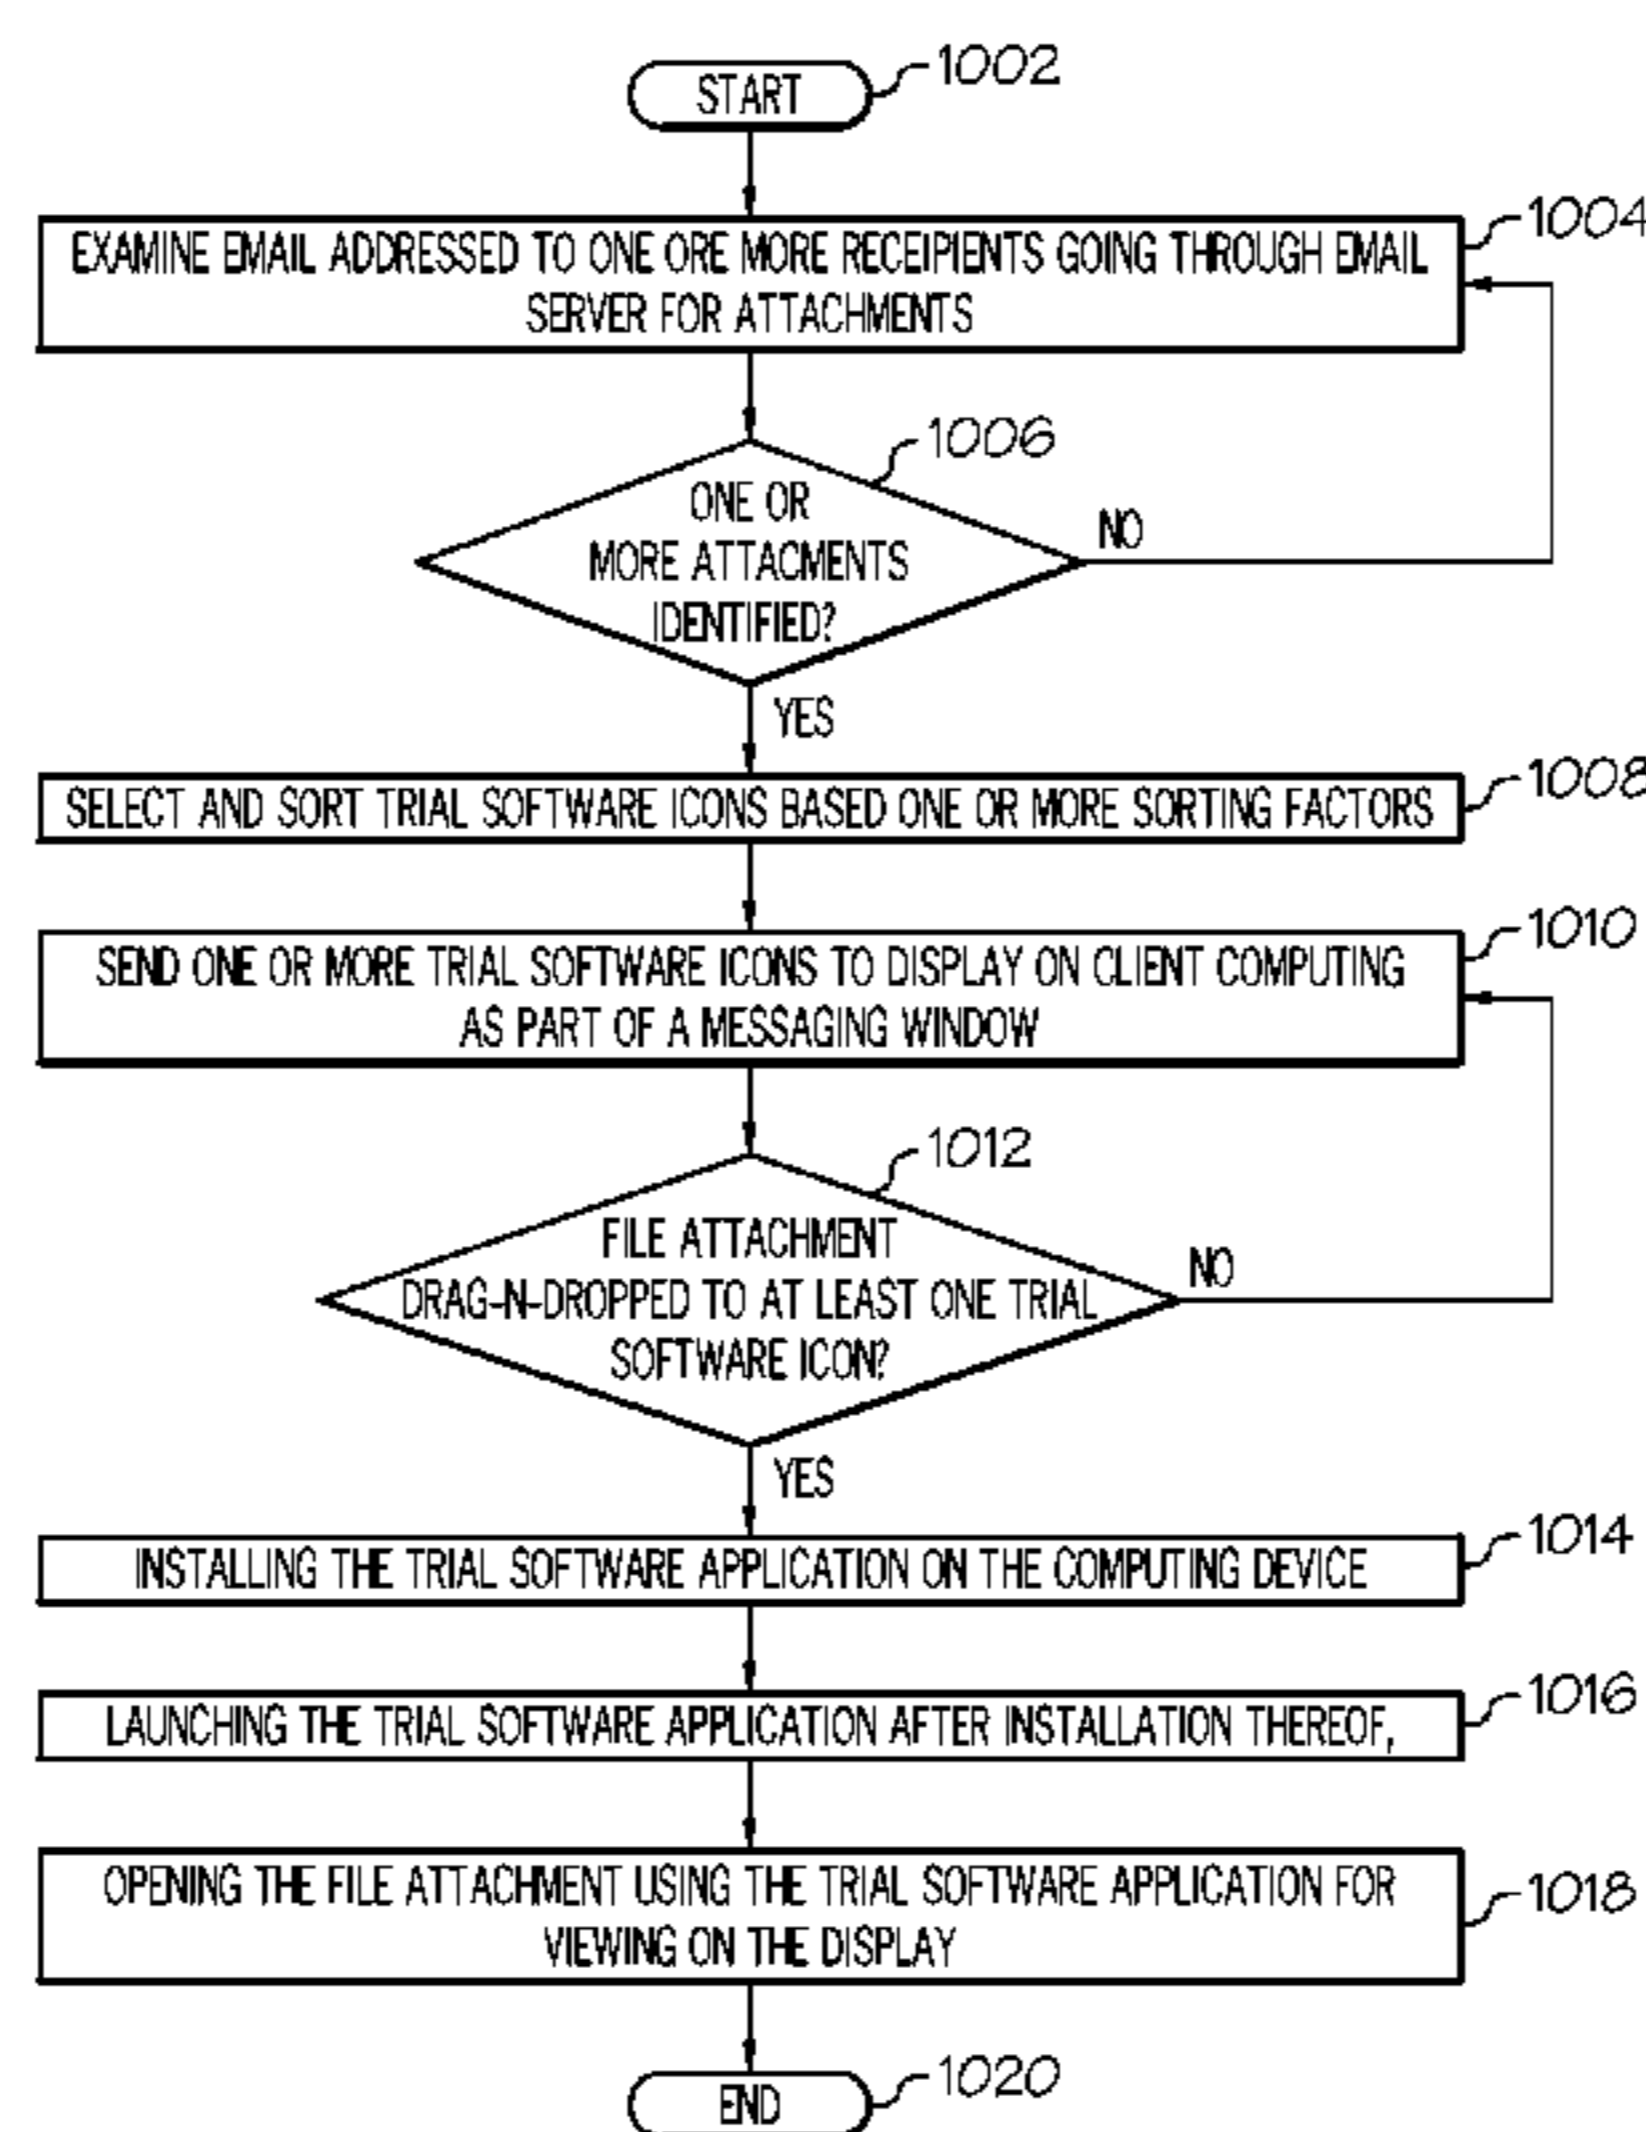 START
1002
EXAMINE EMAIL ADDRESSED TO ONE ORE MORE RECEIPIENTS GOING THROUGH EMAIL
SERVER FOR ATTACHMENTS
1004
ONE OR
MORE ATTACMENTS
IDENTIFIED?
1006
NO
YES
SELECT AND SORT TRIAL SOFTWARE ICONS BASED ONE OR MORE SORTING FACTORS
1008
SEND ONE OR MORE TRIAL SOFTWARE ICONS TO DISPLAY ON CLIENT COMPUTING
AS PART OF A MESSAGING WINDOW
1010
FILE ATTACHMENT
DRAG-N-DROPPED TO AT LEAST ONE TRIAL
SOFTWARE ICON?
1012
NO
YES
INSTALLING THE TRIAL SOFTWARE APPLICATION ON THE COMPUTING DEVICE
1014
LAUNCHING THE TRIAL SOFTWARE APPLICATION AFTER INSTALLATION THEREOF,
1016
OPENING THE FILE ATTACHMENT USING THE TRIAL SOFTWARE APPLICATION FOR
VIEWING ON THE DISPLAY
1018
END
1020